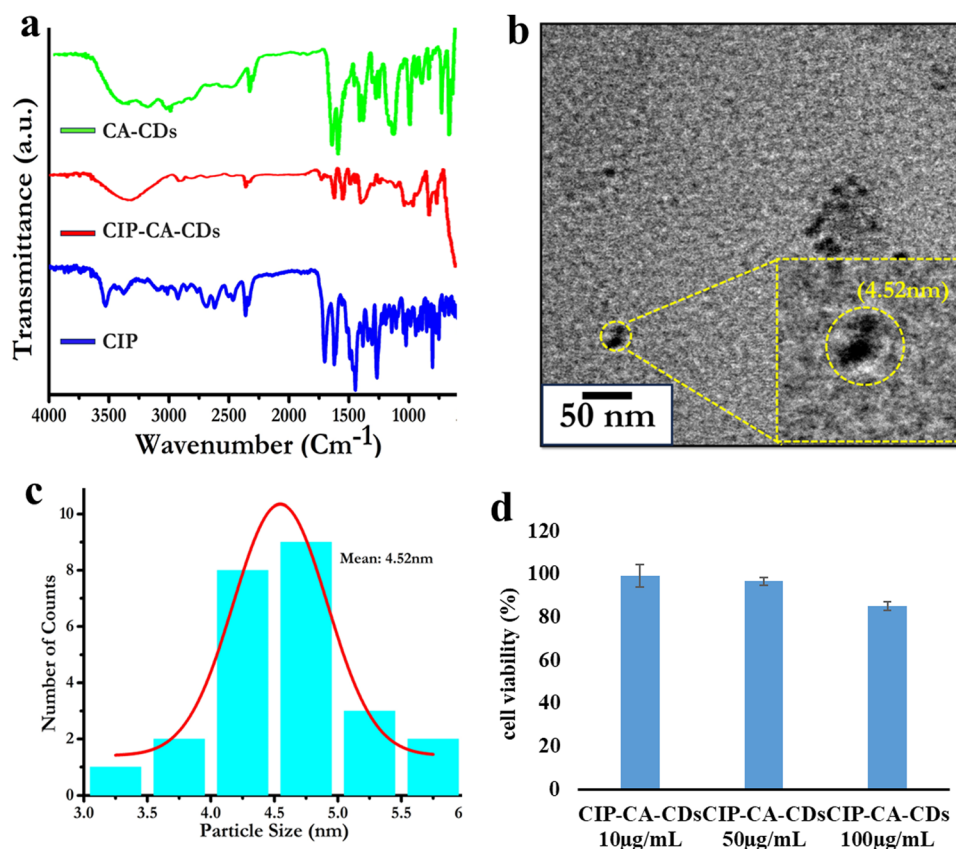 a
Transmittance (a.u.)
CA-CDs
CIP-CA-CDs
CIP
4000 3500 3000 2500 2000 1500 1000
Wavenumber (Cm-1)
b
(4.52nm)
50 nm
c
Number of Counts
10
8
6
4
2
0
Mean: 4.52nm
3.0 3.5 4.0 4.5 5.0 5.5 6
Particle Size (nm)
d
cell viability (%)
120
100
80
60
40
20
0
CIP-CA-CDs CIP-CA-CDs CIP-CA-CDs
10µg/mL 50µg/mL 100µg/mL